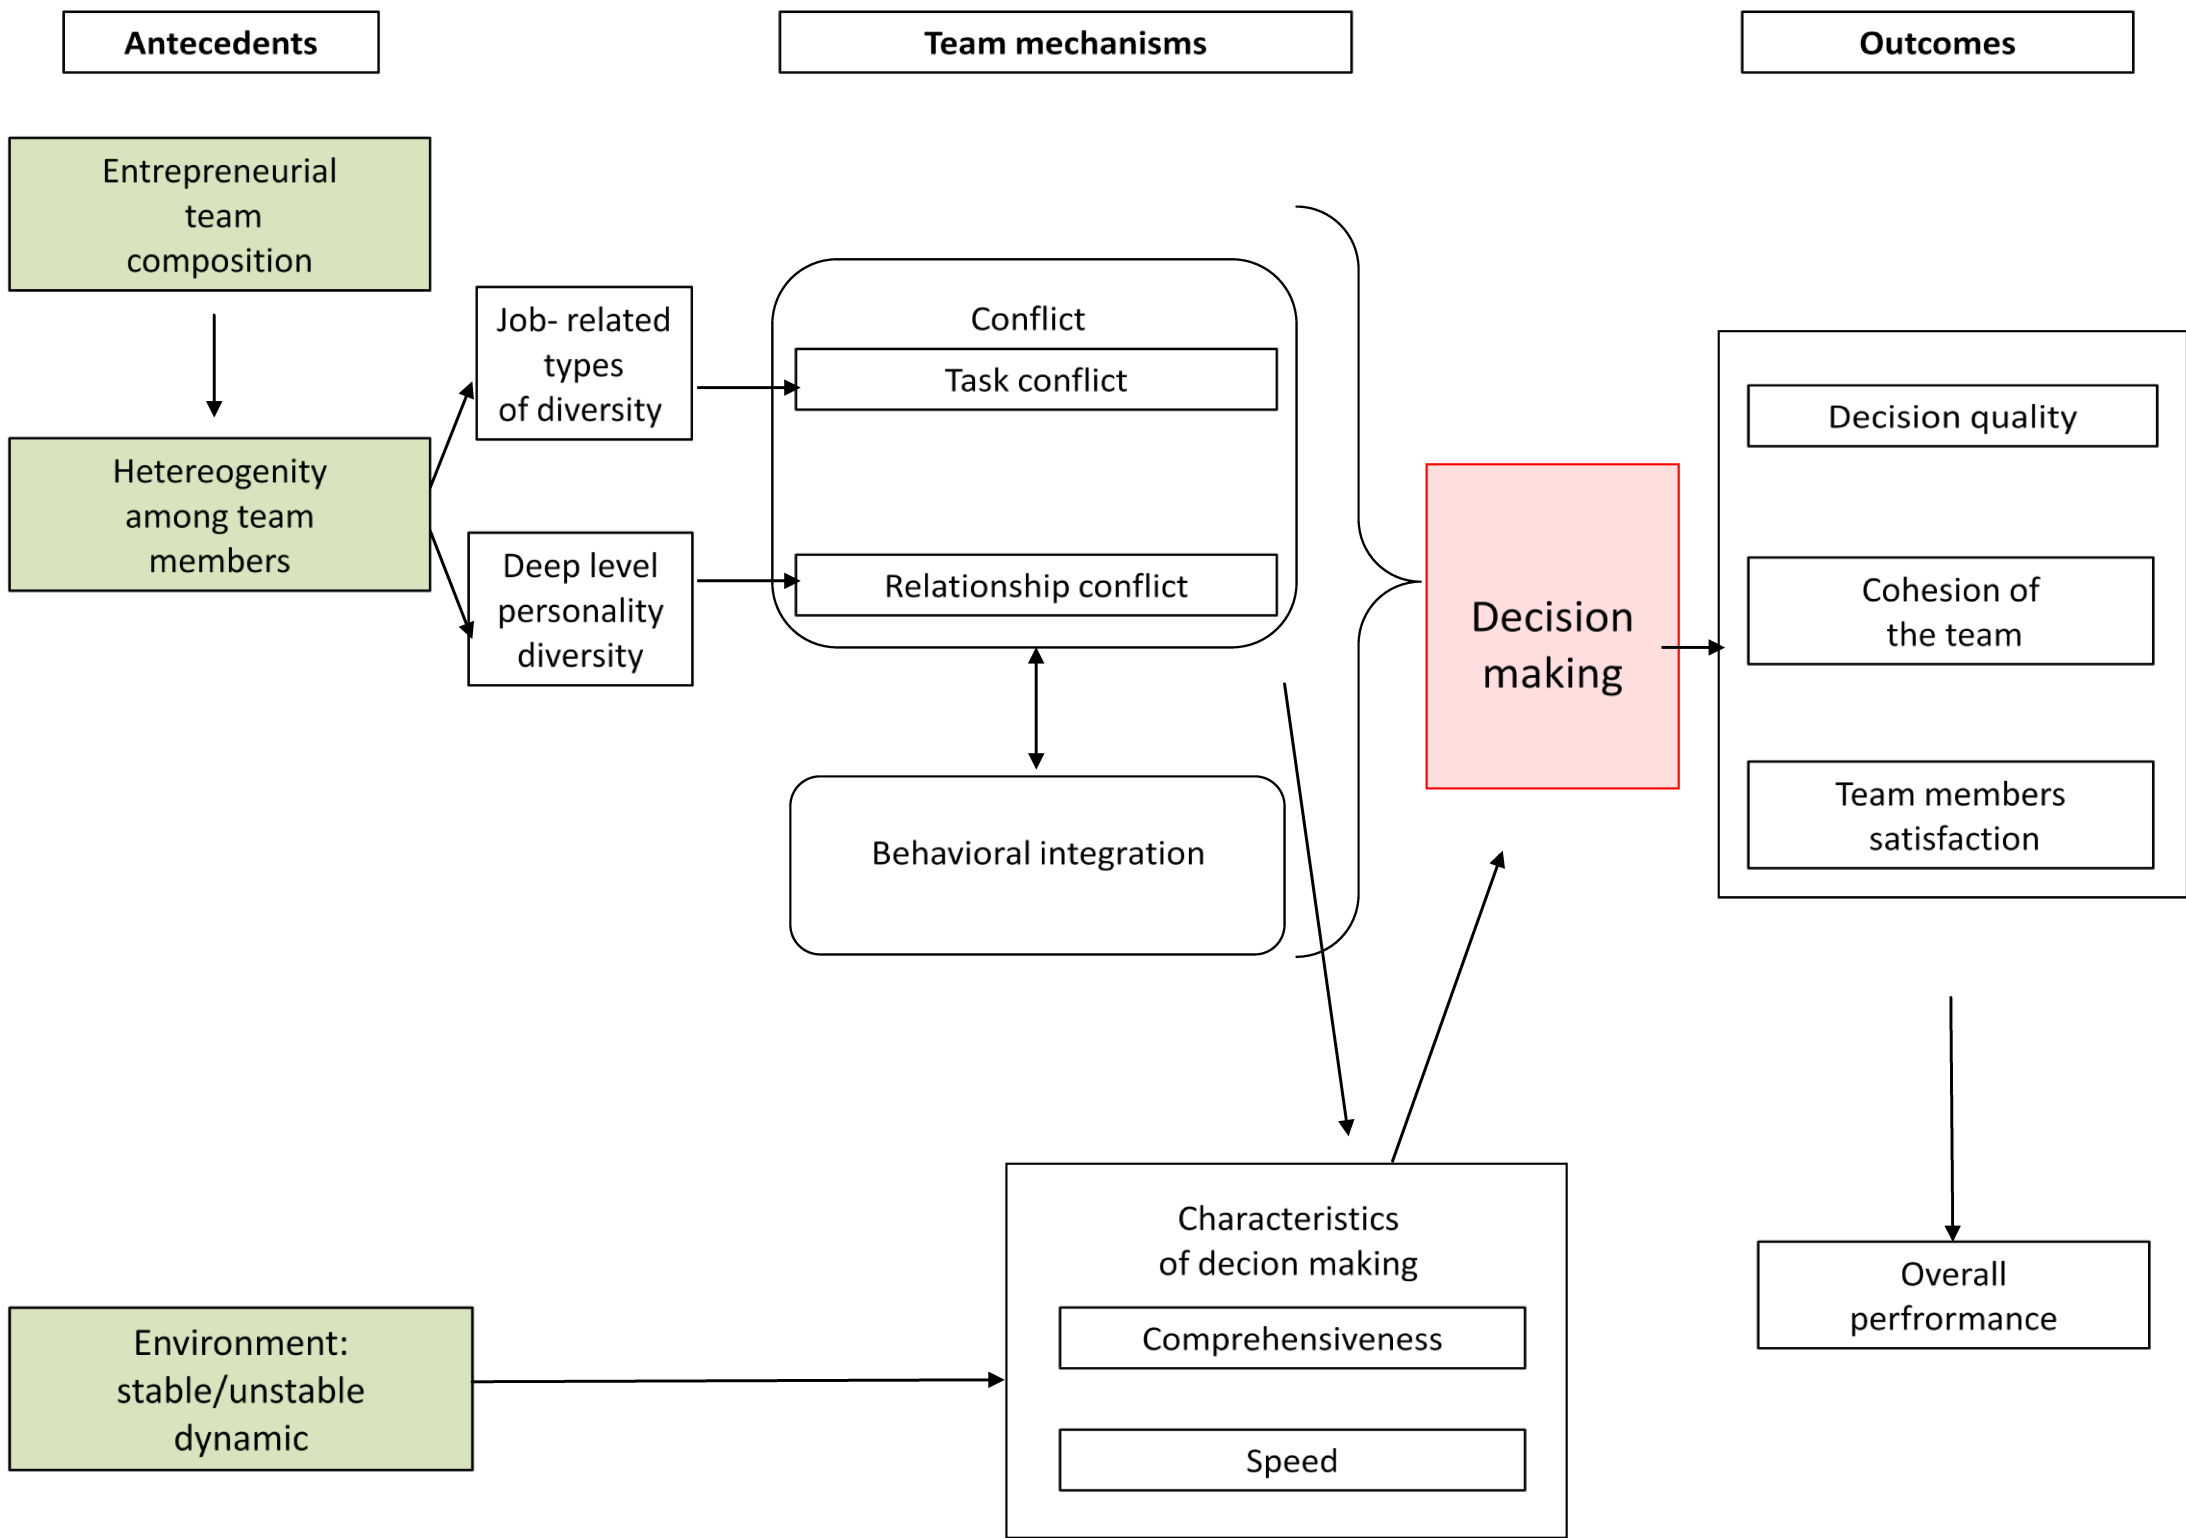 Antecedents
Team mechanisms
Outcomes
Entrepreneurial
team
composition
Hetereogenity
among team
members
Job- related
types
of diversity
Deep level
personality
diversity
Conflict
Task conflict
Relationship conflict
Behavioral integration
Decision
making
Decision quality
Cohesion of
the team
Team members
satisfaction
Environment:
stable/unstable
dynamic
Characteristics
of decion making
Comprehensiveness
Speed
Overall
perfrormance